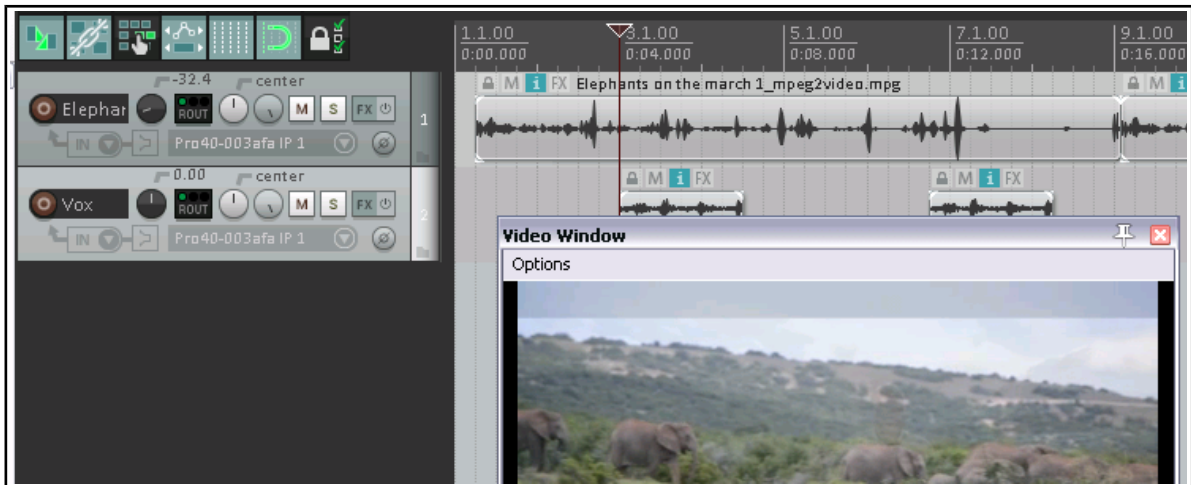 1.1.00 3.1.00 5.1.00 7.1.00 9.1.00
0:00.000 0:04.000 0:08.000 0:12.000 0:16.000
-32.4 center
Elephar ROUT M S FX 1
IN Pro40-003afa IP 1
M i FX Elephants on the march 1_mpeg2video.mpg M i
0.00 center
Vox ROUT M S FX 2
IN Pro40-003afa IP 1
M i FX M i FX
Video Window
Options